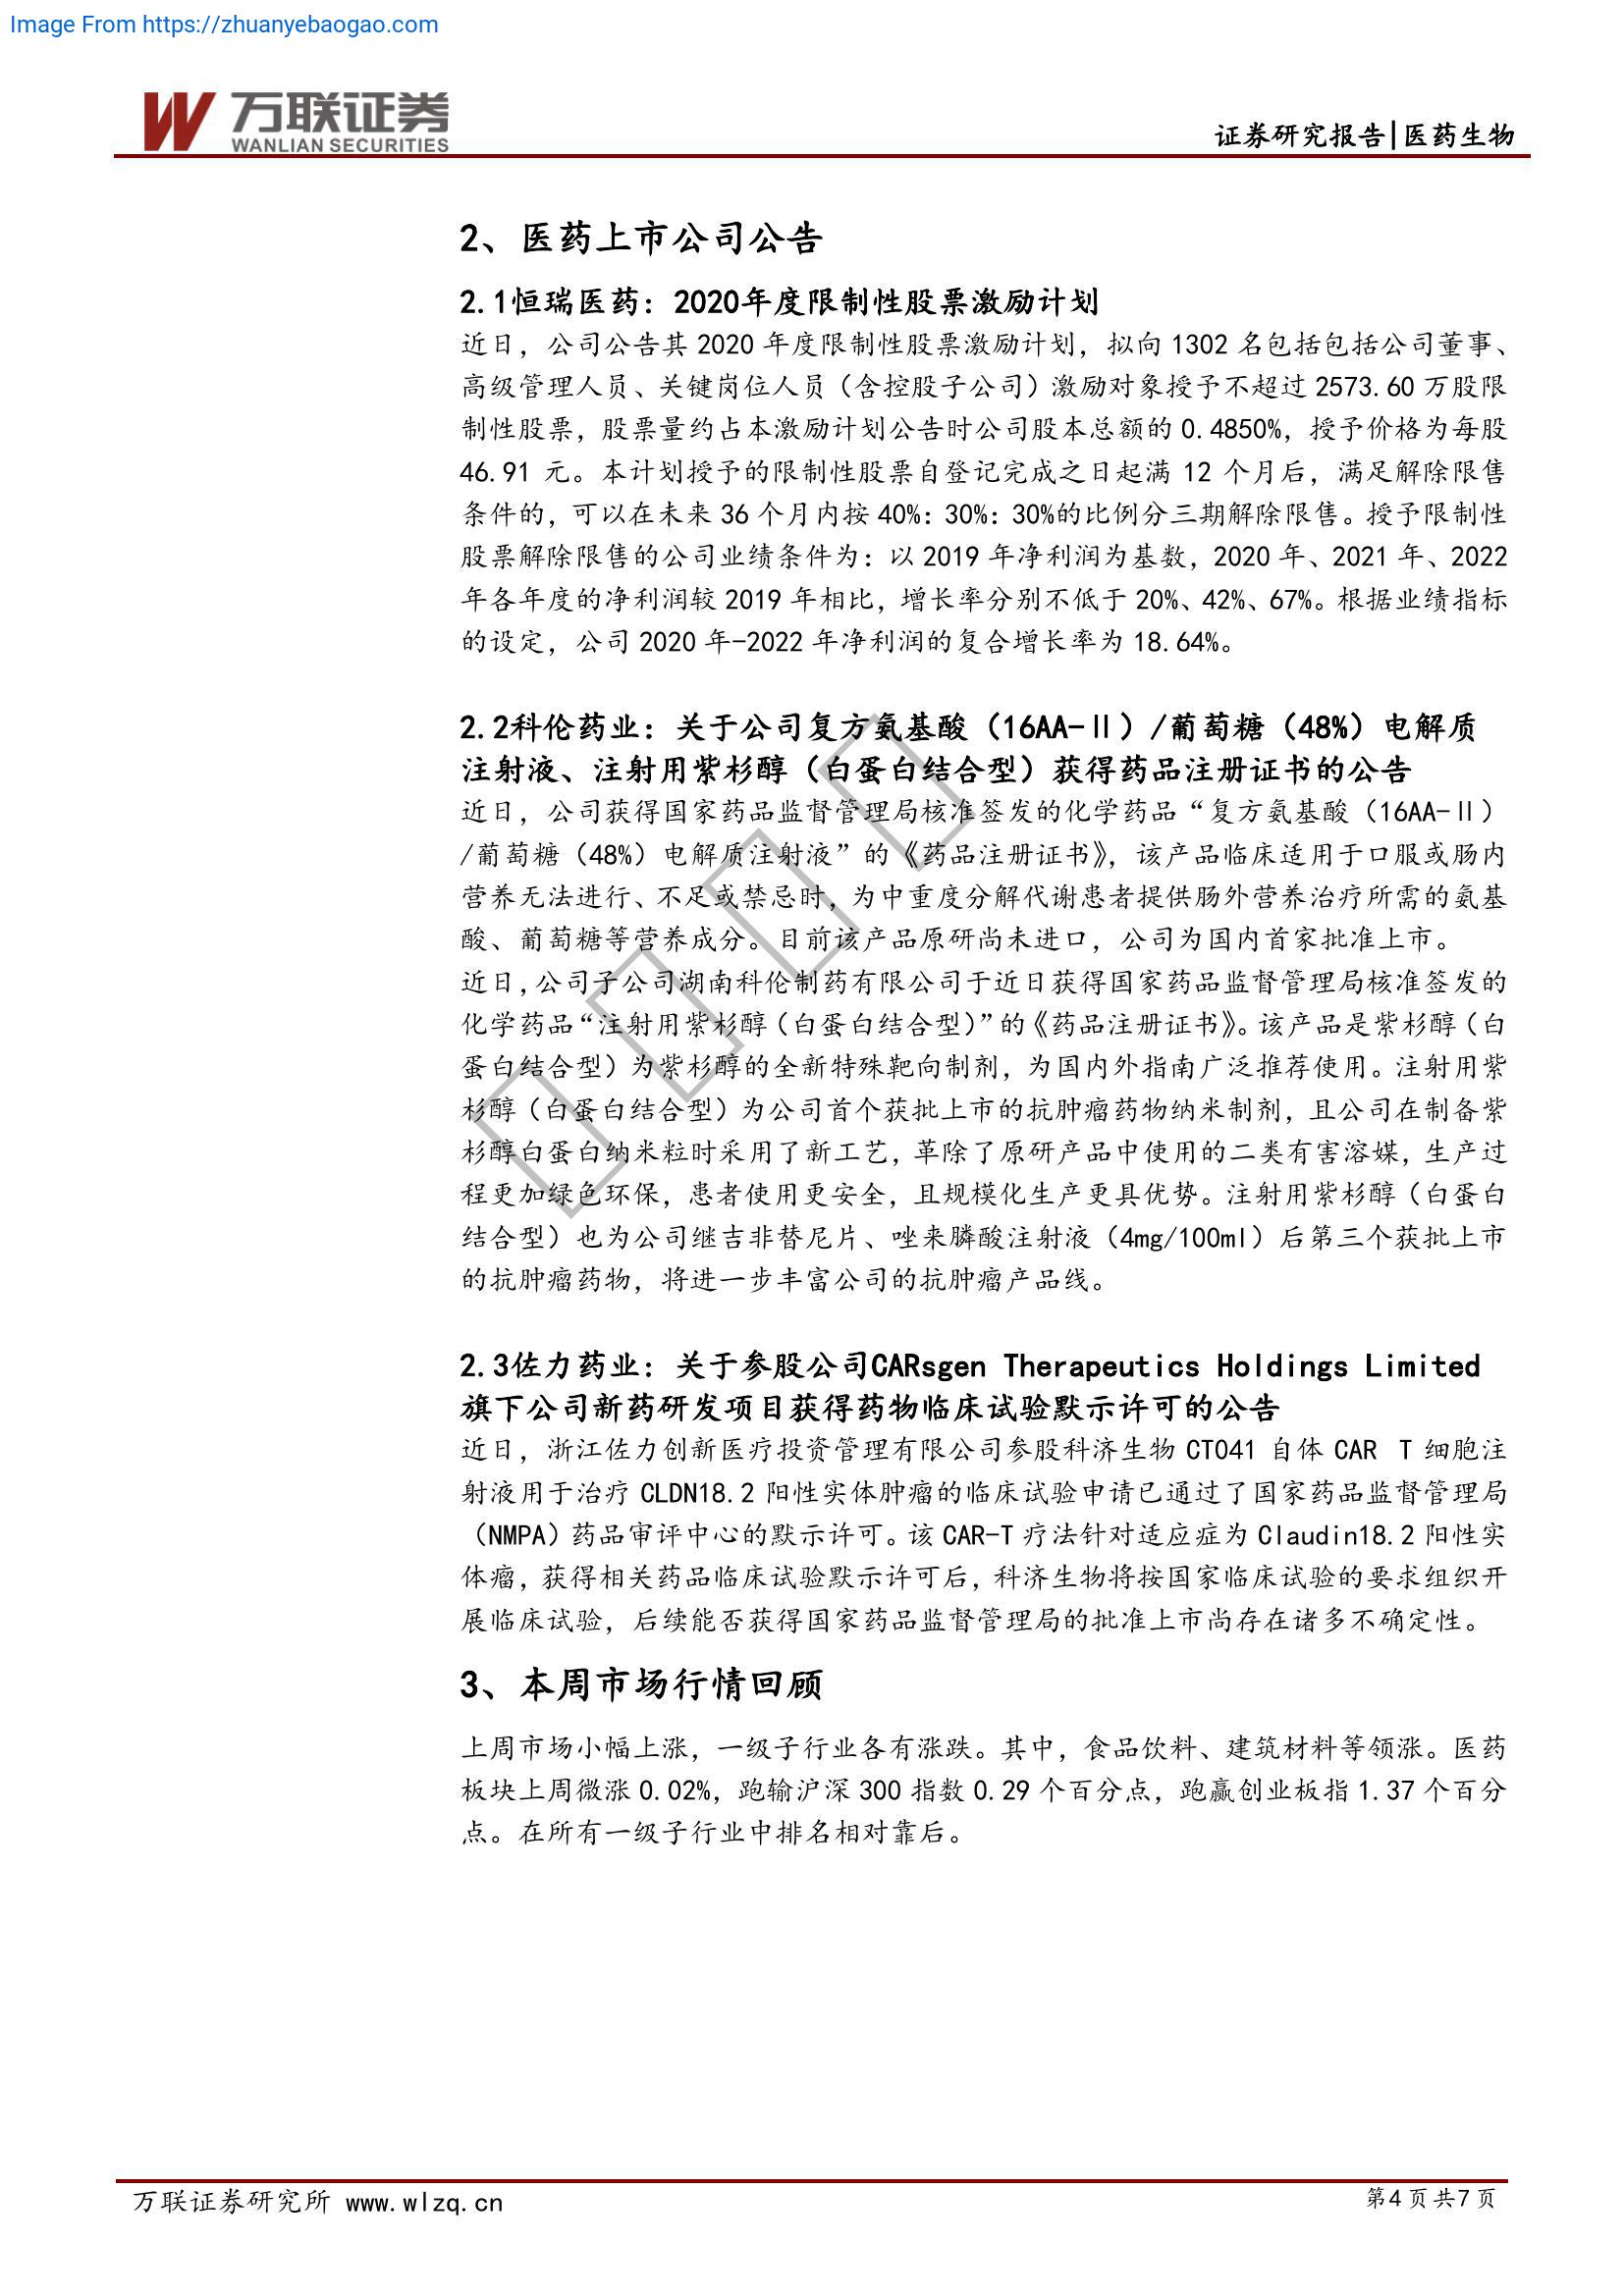 Image From https://zhuanyebaogao.com
万联证券
WANLIAN SECURITIES
证券研究报告|医药生物
2、医药上市公司公告
2.1恒瑞医药：2020年度限制性股票激励计划
近日，公司公告其 2020 年度限制性股票激励计划，拟向 1302 名包括包括公司董事、
高级管理人员、关键岗位人员（含控股子公司）激励对象授予不超过 2573.60 万股限
制性股票，股票量约占本激励计划公告时公司股本总额的 0.4850%，授予价格为每股
46.91 元。本计划授予的限制性股票自登记完成之日起满 12 个月后，满足解除限售
条件的，可以在未来 36 个月内按 40%：30%：30%的比例分三期解除限售。授予限制性
股票解除限售的公司业绩条件为：以 2019 年净利润为基数，2020 年、2021 年、2022
年各年度的净利润较 2019 年相比，增长率分别不低于 20%、42%、67%。根据业绩指标
的设定，公司 2020 年-2022 年净利润的复合增长率为 18.64%。
2.2科伦药业：关于公司复方氨基酸（16AA-Ⅱ）/葡萄糖（48%）电解质
注射液、注射用紫杉醇（白蛋白结合型）获得药品注册证书的公告
近日，公司获得国家药品监督管理局核准签发的化学药品“复方氨基酸（16AA-Ⅱ）
/葡萄糖（48%）电解质注射液”的《药品注册证书》，该产品临床适用于口服或肠内
营养无法进行、不足或禁忌时，为中重度分解代谢患者提供肠外营养治疗所需的氨基
酸、葡萄糖等营养成分。目前该产品原研尚未进口，公司为国内首家批准上市。
近日，公司子公司湖南科伦制药有限公司于近日获得国家药品监督管理局核准签发的
化学药品“注射用紫杉醇（白蛋白结合型）”的《药品注册证书》。该产品是紫杉醇（白
蛋白结合型）为紫杉醇的全新特殊靶向制剂，为国内外指南广泛推荐使用。注射用紫
杉醇（白蛋白结合型）为公司首个获批上市的抗肿瘤药物纳米制剂，且公司在制备紫
杉醇白蛋白纳米粒时采用了新工艺，革除了原研产品中使用的二类有害溶媒，生产过
程更加绿色环保，患者使用更安全，且规模化生产更具优势。注射用紫杉醇（白蛋白
结合型）也为公司继吉非替尼片、唑来膦酸注射液（4mg/100ml）后第三个获批上市
的抗肿瘤药物，将进一步丰富公司的抗肿瘤产品线。
2.3佐力药业：关于参股公司CARsgen Therapeutics Holdings Limited
旗下公司新药研发项目获得药物临床试验默示许可的公告
近日，浙江佐力创新医疗投资管理有限公司参股科济生物 CT041 自体 CAR T 细胞注
射液用于治疗 CLDN18.2 阳性实体肿瘤的临床试验申请已通过了国家药品监督管理局
（NMPA）药品审评中心的默示许可。该 CAR-T 疗法针对适应症为 Claudin18.2 阳性实
体瘤，获得相关药品临床试验默示许可后，科济生物将按国家临床试验的要求组织开
展临床试验，后续能否获得国家药品监督管理局的批准上市尚存在诸多不确定性。
3、本周市场行情回顾
上周市场小幅上涨，一级子行业各有涨跌。其中，食品饮料、建筑材料等领涨。医药
板块上周微涨 0.02%，跑输沪深 300 指数 0.29 个百分点，跑赢创业板指 1.37 个百分
点。在所有一级子行业中排名相对靠后。
万联证券研究所 www.wlzq.cn
第 4 页 共 7 页